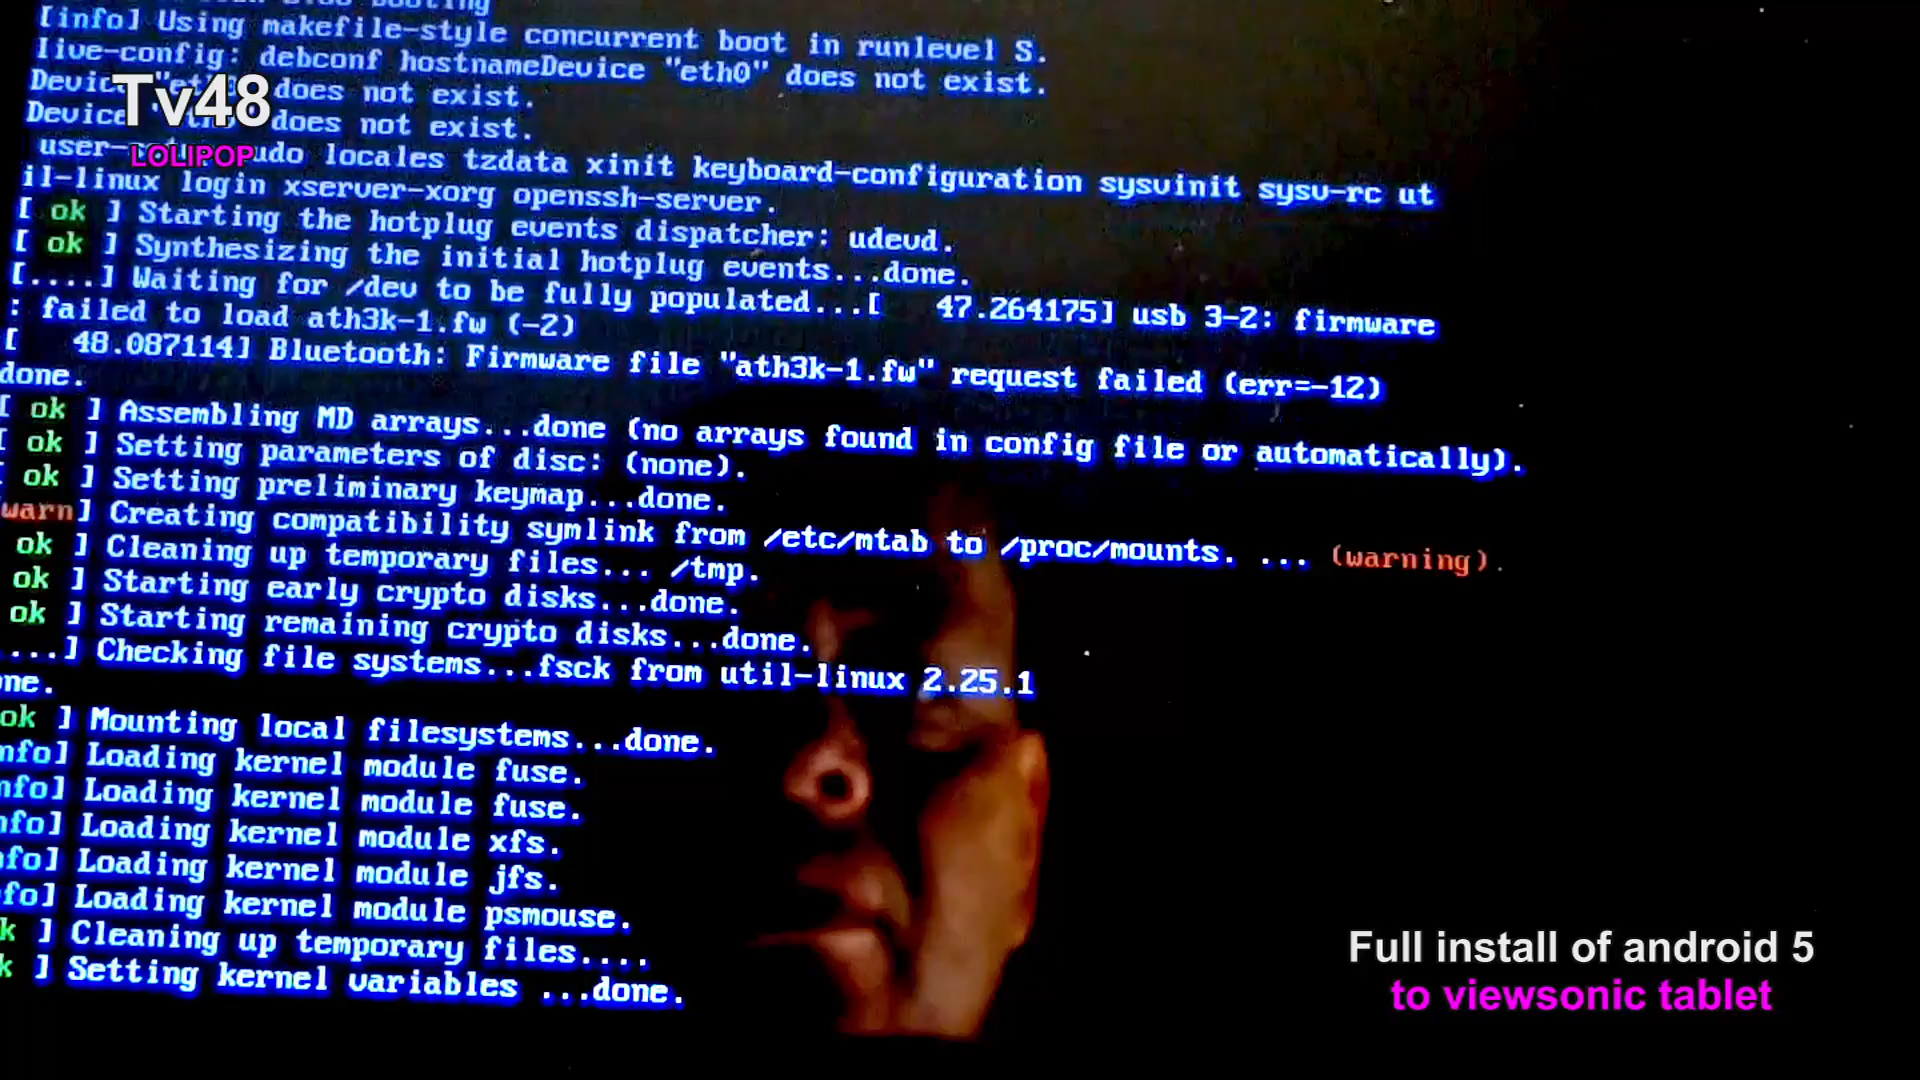 booting
[info] Using makefile-style concurrent boot in runlevel S.
live-config: debconf hostnameDevice "eth0" does not exist.
Device does not exist.
Device does not exist.
sudo locales tzdata xinit keyboard-configuration sysvinit sysv-rc ut
il-linux login xserver-xorg openssh-server.
[ ok ] Starting the hotplug events dispatcher: udevd.
[ ok ] Synthesizing the initial hotplug events...done.
[....] Waiting for /dev to be fully populated...[ 47.264175] usb 3-2: firmware
: failed to load ath3k-1.fw (-2)
[ 48.087114] Bluetooth: Firmware file "ath3k-1.fw" request failed (err=-12)
done.
[ ok ] Assembling MD arrays...done (no arrays found in config file or automatically).
[ ok ] Setting parameters of disc: (none).
[ ok ] Setting preliminary keymap...done.
warn] Creating compatibility symlink from /etc/mtab to /proc/mounts. ... (warning).
ok ] Cleaning up temporary files... /tmp.
ok ] Starting early crypto disks...done.
ok ] Starting remaining crypto disks...done.
...] Checking file systems...fsck from util-linux 2.25.1
ne.
ok ] Mounting local filesystems...done.
nfo] Loading kernel module fuse.
nfo] Loading kernel module fuse.
nfo] Loading kernel module xfs.
nfo] Loading kernel module jfs.
fo] Loading kernel module psmouse.
k ] Cleaning up temporary files....
k ] Setting kernel variables ...done.
Tv48
LOLIPOP
Full install of android 5
to viewsonic tablet